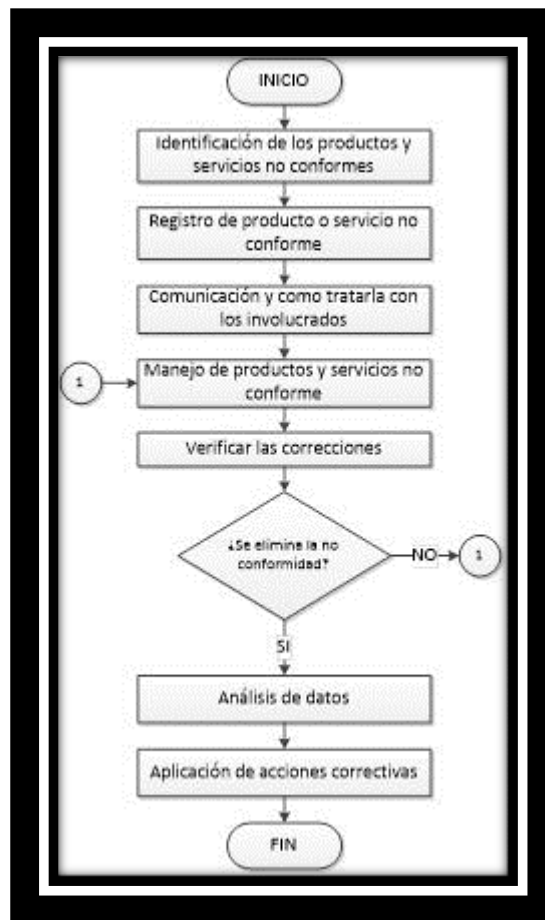 INICIO
Identificación de los productos y
servicios no conformes
Registro de producto o servicio no
conforme
Comunicación y como tratarla con
los involucrados
1
Manejo de productos y servicios no
conforme
Verificar las correcciones
¿Se elimina la no
conformidad?
NO
1
SI
Análisis de datos
Aplicación de acciones correctivas
FIN